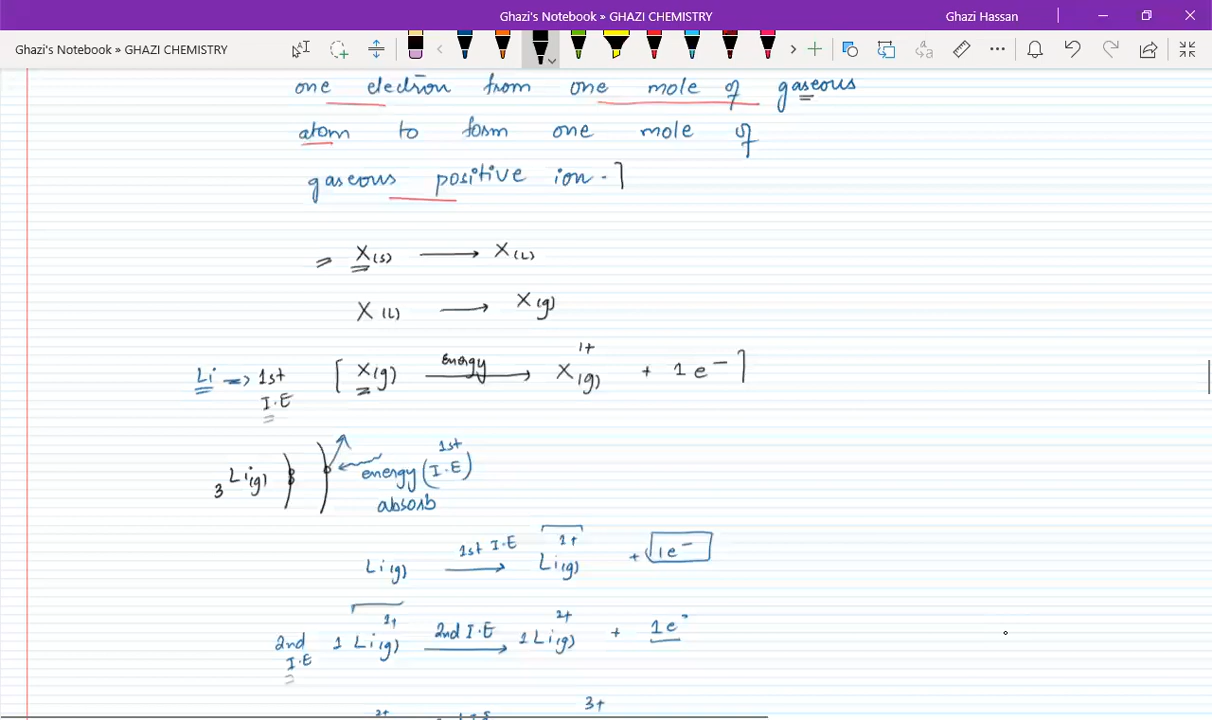 Ghazi's Notebook » GHAZI CHEMISTRY
Ghazi Hassan
Ghazi's Notebook » GHAZI CHEMISTRY
one electron from one mole of gaseous
atom to form one mole of
gaseous positive ion.]
= X(s) ⟶ X(L)
X(L) ⟶ X(g)
Li => 1st I.E [ X(g) energy ⟶ X1+(g) + 1e− ]
3Li(g) energy (1st I.E) absorb
Li(g) 1st I.E ⟶ Li1+(g) + 1e−
2nd I.E 1 Li1+(g) 2nd I.E ⟶ 1 Li2+(g) + 1e-
2+ 3+